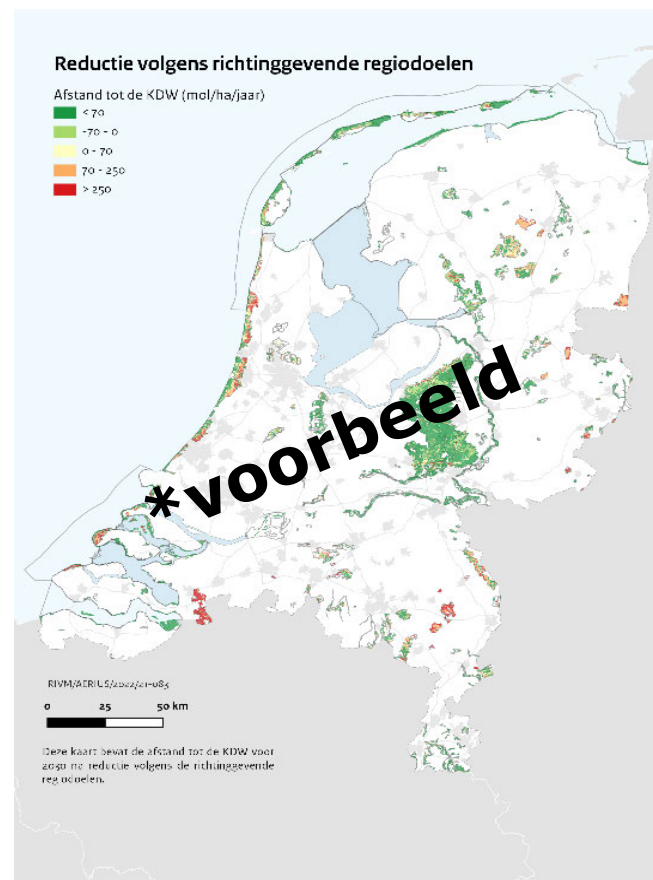 Reductie volgens richtinggevende regiodoelen
Afstand tot de KDW (mol/ha/jaar)
< 70
-70 - 0
0 - 70
70 - 250
> 250
*voorbeeld
RIVM/AERIUS/2022/21-085
0 25 50 km
Deze kaart bevat de afstand tot de KDW voor
2030 na reductie volgens de richtinggevende
regiodoelen.